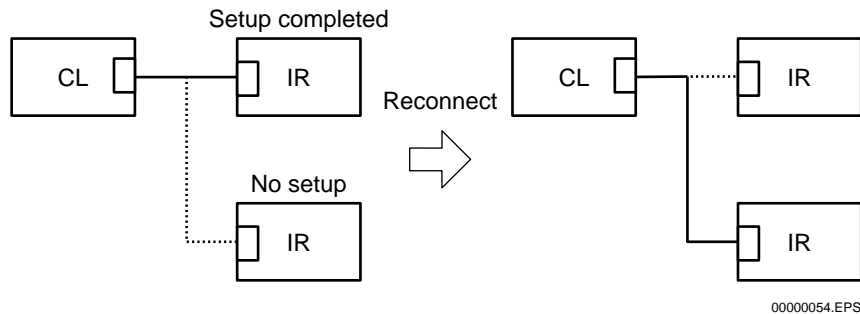 Setup completed
CL
IR
Reconnect
CL
IR
No setup
IR
IR
00000054.EPS